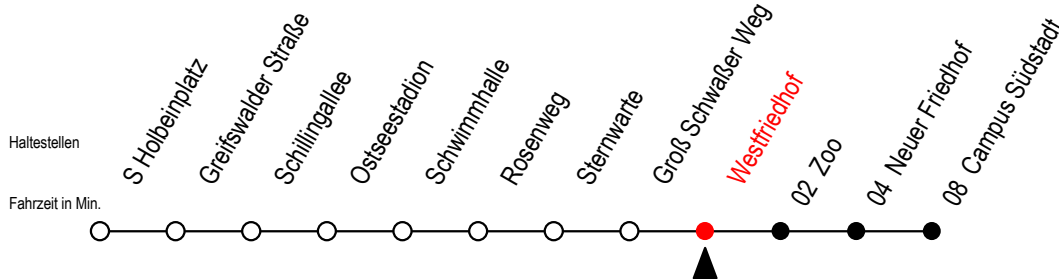 Haltestellen
Fahrzeit in Min.
S Holbeinplatz
Greifswalder Straße
Schillingallee
Ostseestadion
Schwimmhalle
Rosenweg
Sternwarte
Groß Schwaßer Weg
Westfriedhof
02 Zoo
04 Neuer Friedhof
08 Campus Südstadt